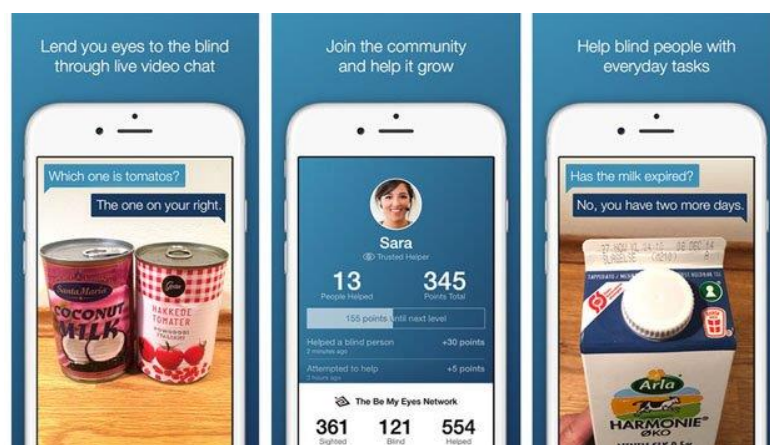 Lend you eyes to the blind
through live video chat
Which one is tomatos?
The one on your right.
Santa Maria
COCONUT
MILK
HAKKEDE
TOMATER
POMODORI
ITALIENSK
Join the community
and help it grow
Sara
Trusted Helper
13
People Helped
345
Points Total
155 points until next level
Helped a blind person
+30 points
2 minutes ago
Attempted to help
+5 points
2 hours ago
The Be My Eyes Network
361
Sighted
121
Blind
554
Helped
Help blind people with
everyday tasks
Has the milk expired?
No, you have two more days.
Arla
HARMONIE®
ØKO